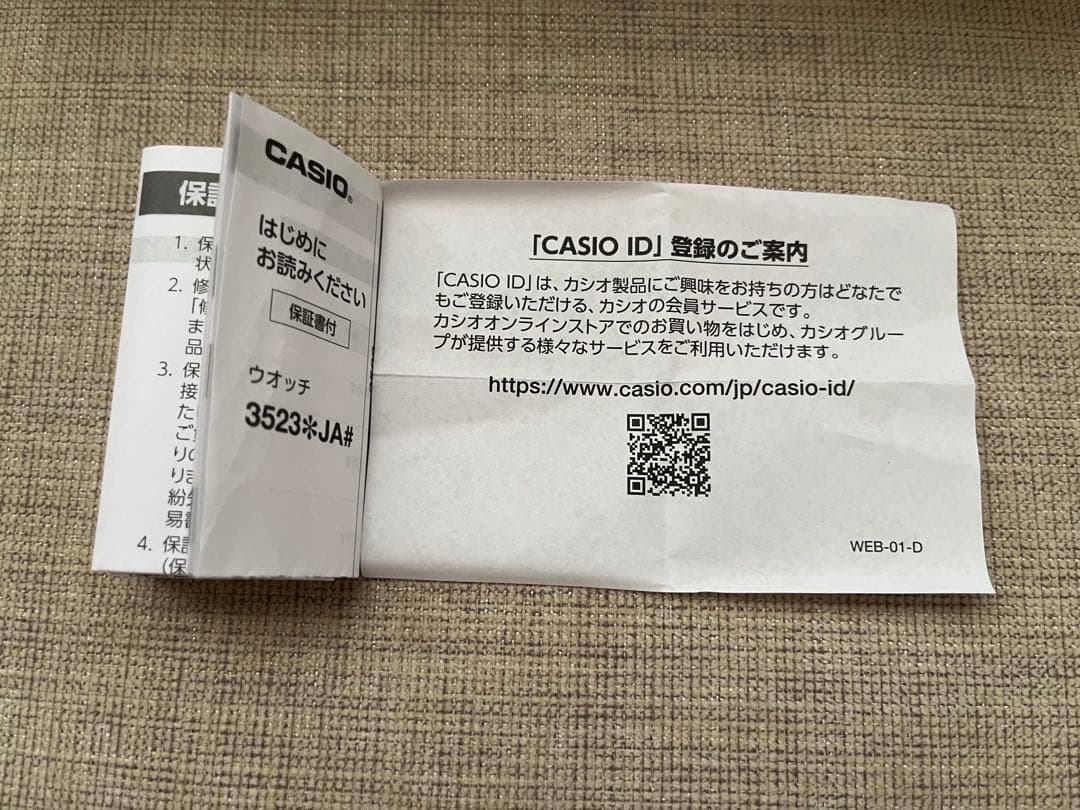 保
1. 保
状
2. 修
「修
ま
品
3. 保
接
た
ご
りの
りま
紛失
易
4. 保証
(保
CASIO®
はじめに
お読みください
保証書付
ウオッチ
3523✻JA#
「CASIO ID」登録のご案内
「CASIO ID」は、カシオ製品にご興味をお持ちの方はどなたで
もご登録いただける、カシオの会員サービスです。
カシオオンラインストアでのお買い物をはじめ、カシオグルー
プが提供する様々なサービスをご利用いただけます。
https://www.casio.com/jp/casio-id/
WEB-01-D